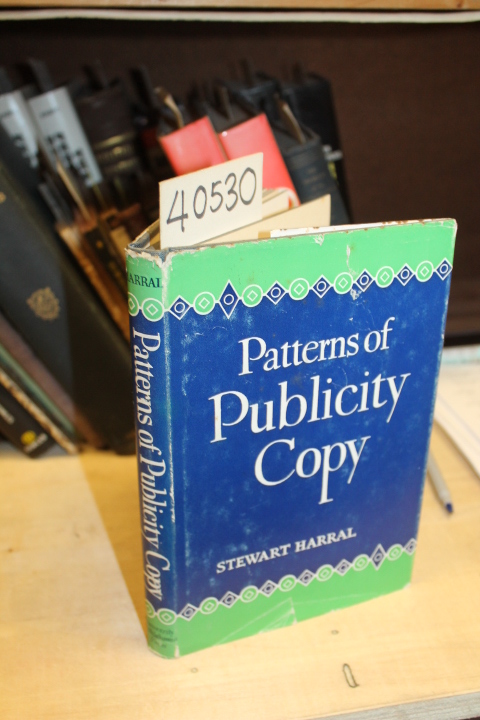 40530
HARRAL
Patterns of Publicity Copy
Patterns of
Publicity
Copy
STEWART HARRAL